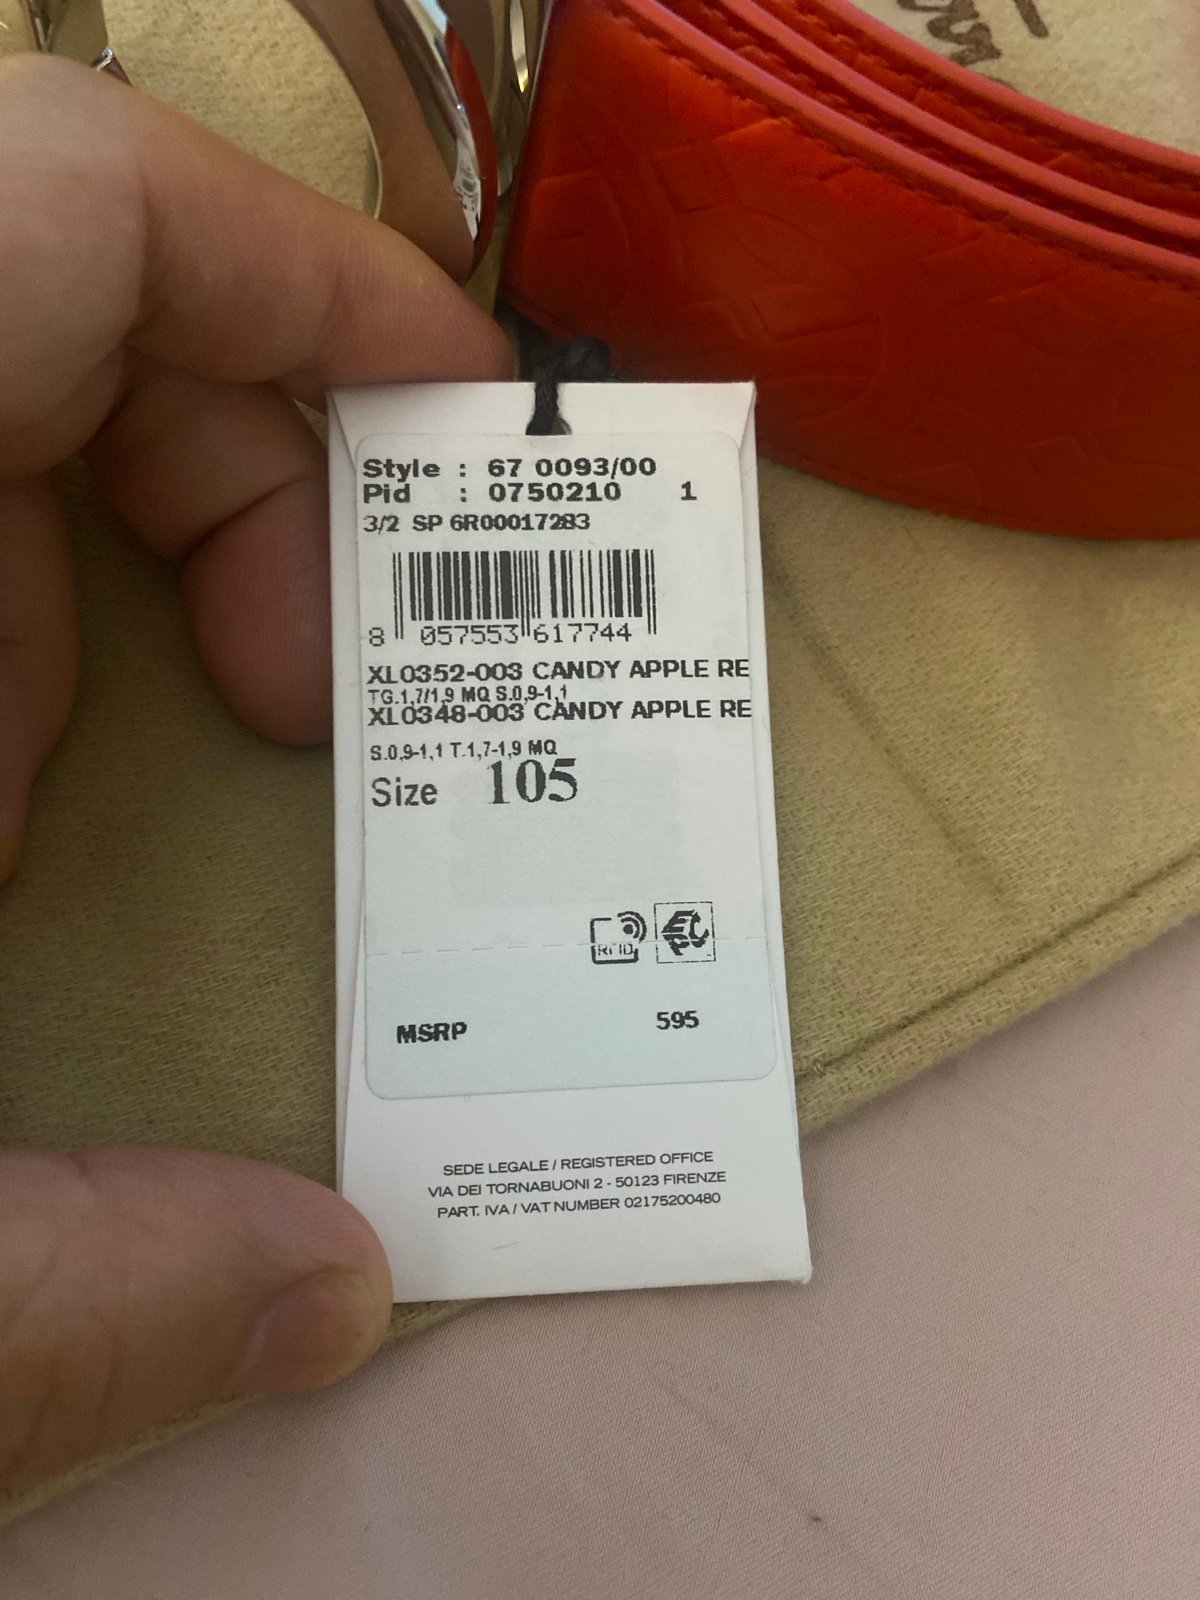 Style : 67 0093/00
Pid : 0750210 1
3/2 SP 6R00017283
8 057553 617744
XL0352-003 CANDY APPLE RE
TG.1,7/1,9 MQ S.0,9-1,1
XL0348-003 CANDY APPLE RE
S.0,9-1,1 T.1,7-1,9 MQ
Size 105
RFID
MSRP 595
SEDE LEGALE / REGISTERED OFFICE
VIA DEI TORNABUONI 2 - 50123 FIRENZE
PART. IVA / VAT NUMBER 02175200480